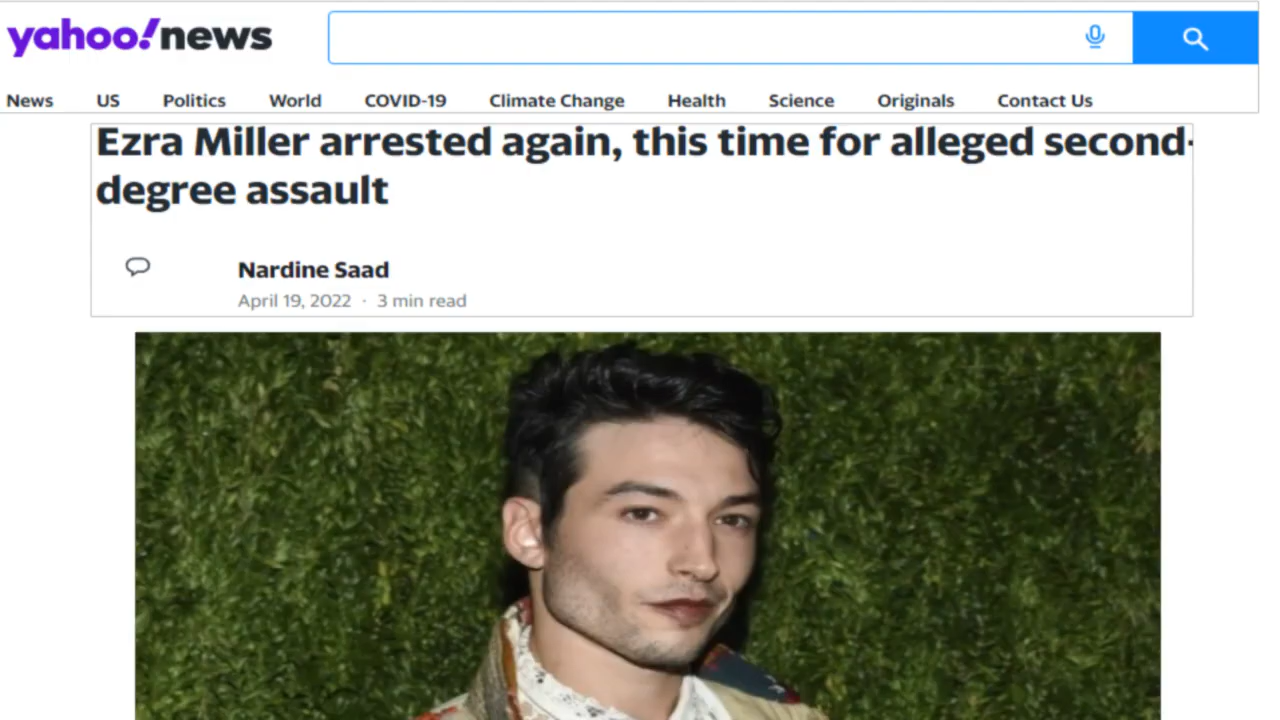 yahoo!news
News US Politics World COVID-19 Climate Change Health Science Originals Contact Us
Ezra Miller arrested again, this time for alleged second-
degree assault
Nardine Saad
April 19, 2022 · 3 min read